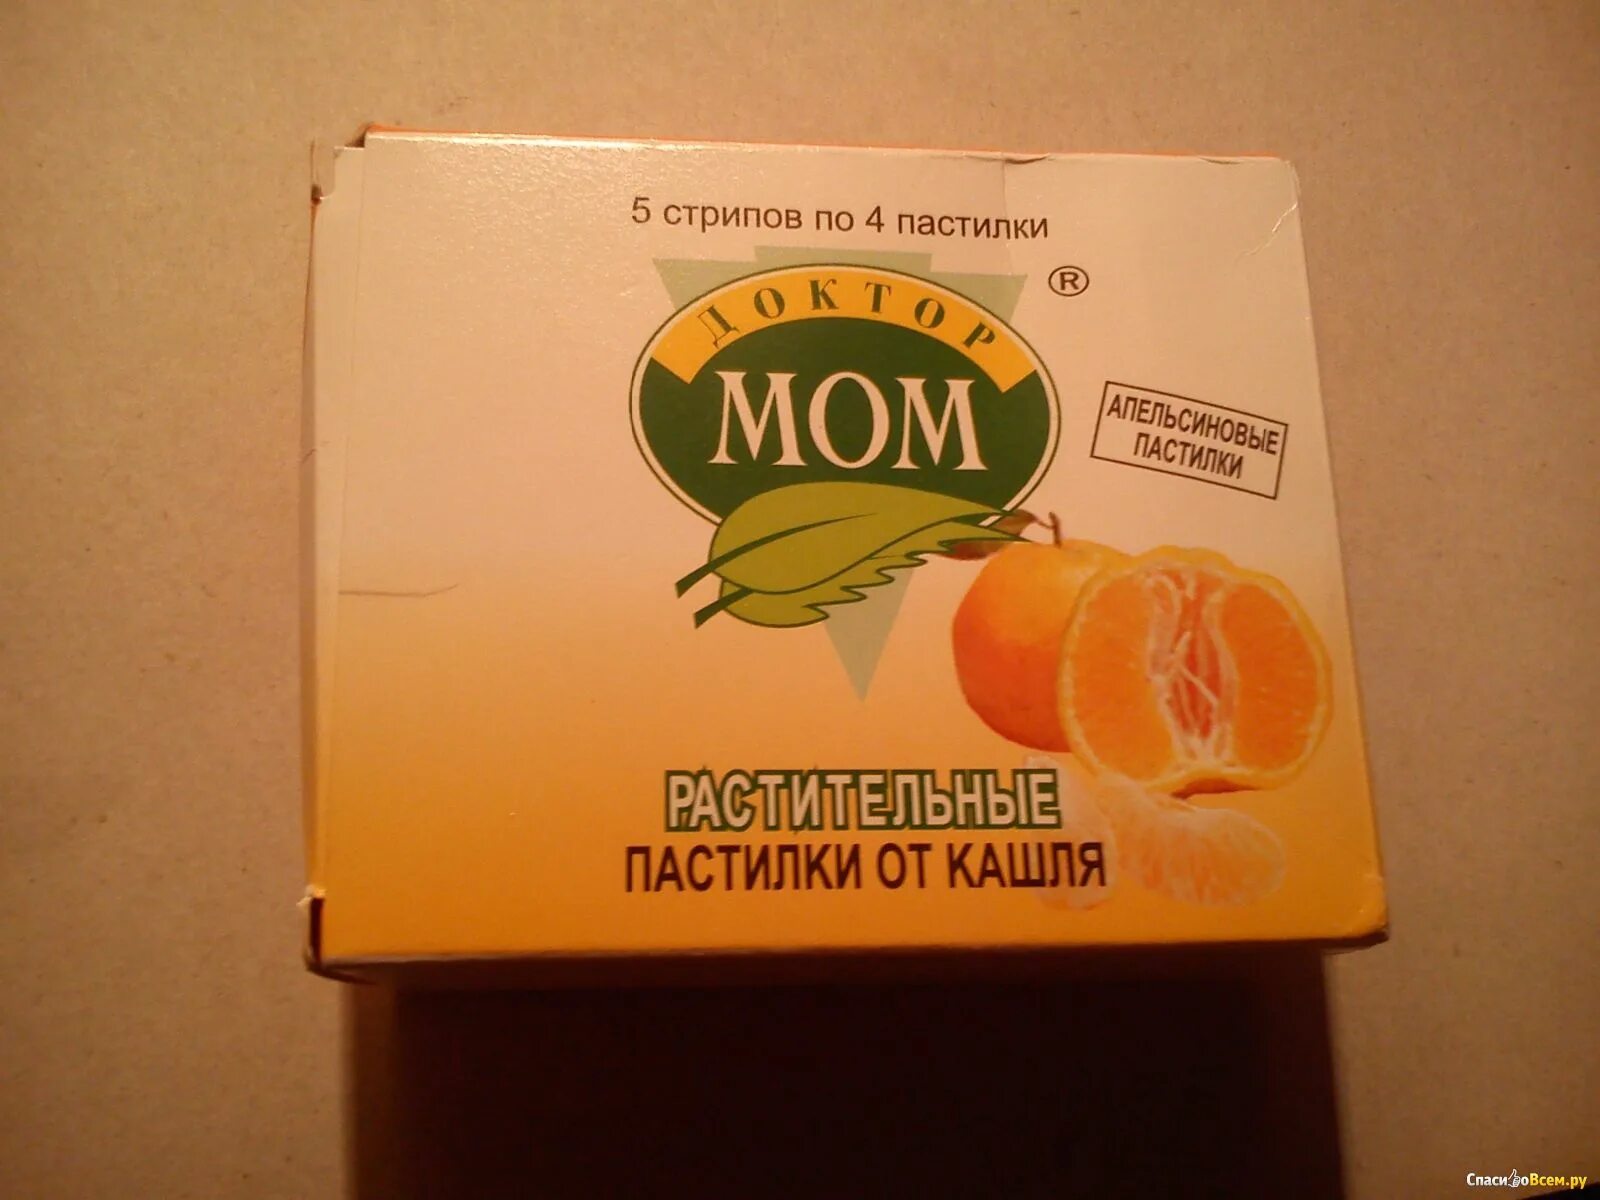 5 стрипов по 4 пастилки
ДОКТОР
МОМ
®
АПЕЛЬСИНОВЫЕ
ПАСТИЛКИ
РАСТИТЕЛЬНЫЕ
ПАСТИЛКИ ОТ КАШЛЯ
СпасибоВсем.ру